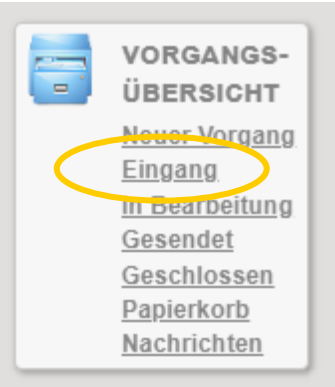 VORGANGS-
ÜBERSICHT
Neuer Vorgang
Eingang
In Bearbeitung
Gesendet
Geschlossen
Papierkorb
Nachrichten